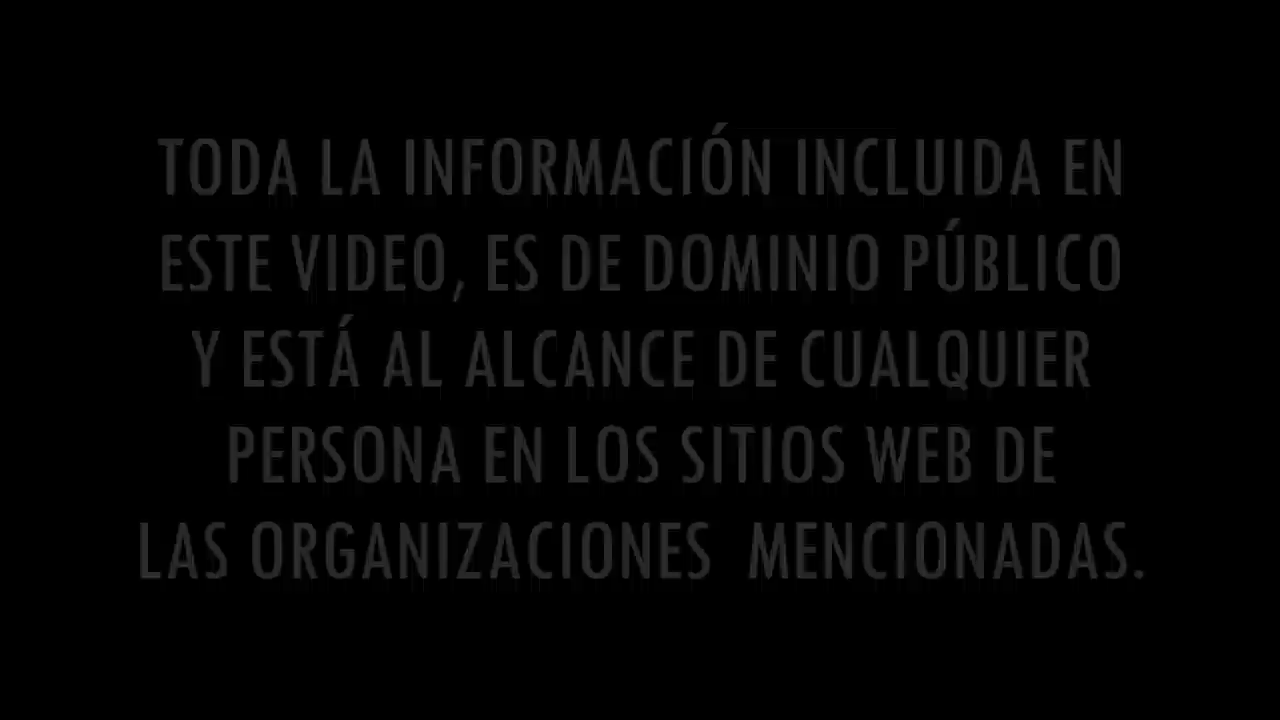 TODA LA INFORMACIÓN INCLUIDA EN
ESTE VIDEO, ES DE DOMINIO PÚBLICO
Y ESTÁ AL ALCANCE DE CUALQUIER
PERSONA EN LOS SITIOS WEB DE
LAS ORGANIZACIONES MENCIONADAS.